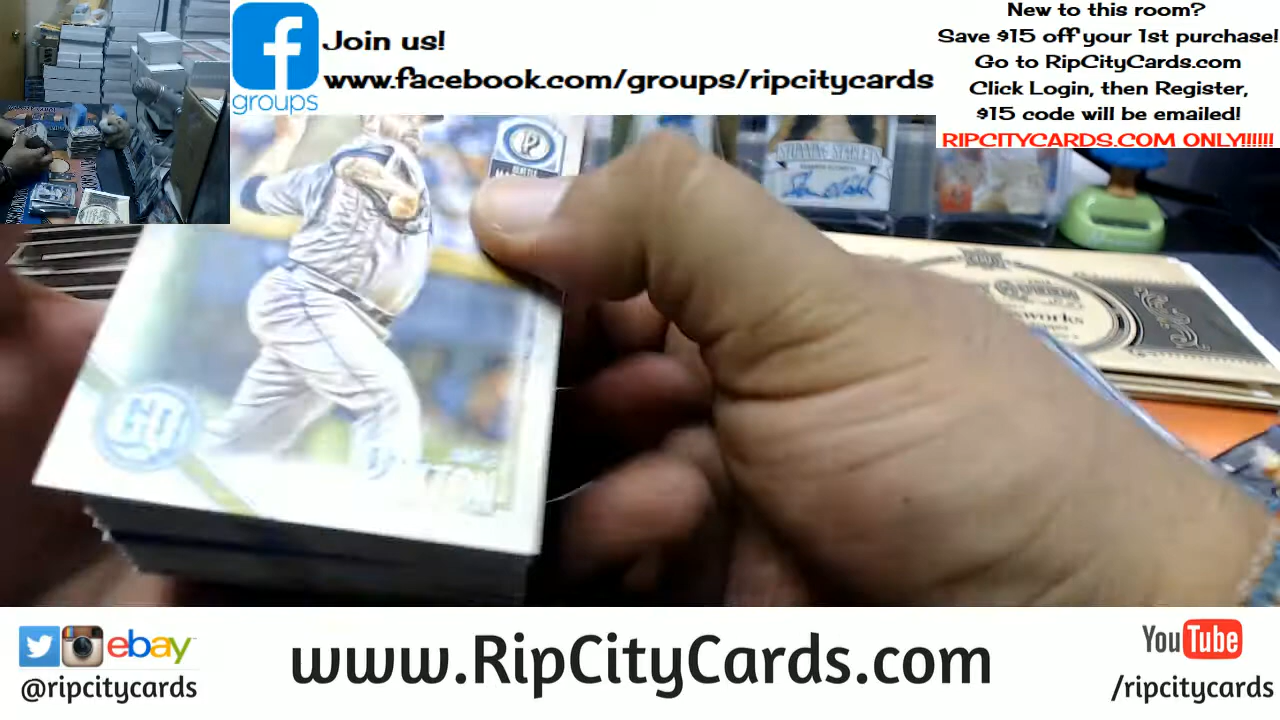 Join us!
www.facebook.com/groups/ripcitycards
groups
New to this room?
Save $15 off your 1st purchase!
Go to RipCityCards.com
Click Login, then Register,
$15 code will be emailed!
RIPCITYCARDS.COM ONLY!!!!!!
GQ
ebay
@ripcitycards
www.RipCityCards.com
YouTube
/ripcitycards